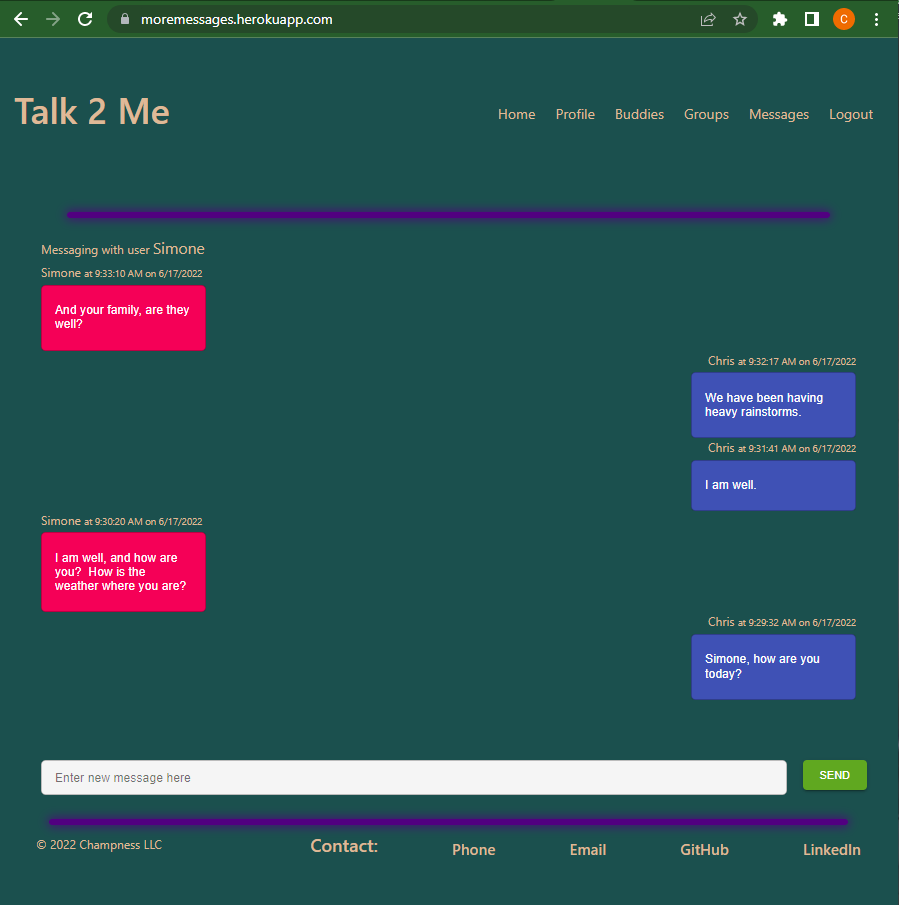 moremessages.herokuapp.com
C
Talk 2 Me
Home Profile Buddies Groups Messages Logout
Messaging with user Simone
Simone at 9:33:10 AM on 6/17/2022
And your family, are they
well?
Chris at 9:32:17 AM on 6/17/2022
We have been having
heavy rainstorms.
Chris at 9:31:41 AM on 6/17/2022
I am well.
Simone at 9:30:20 AM on 6/17/2022
I am well, and how are
you?  How is the
weather where you are?
Chris at 9:29:32 AM on 6/17/2022
Simone, how are you
today?
Enter new message here
SEND
© 2022 Champness LLC
Contact: Phone Email GitHub LinkedIn